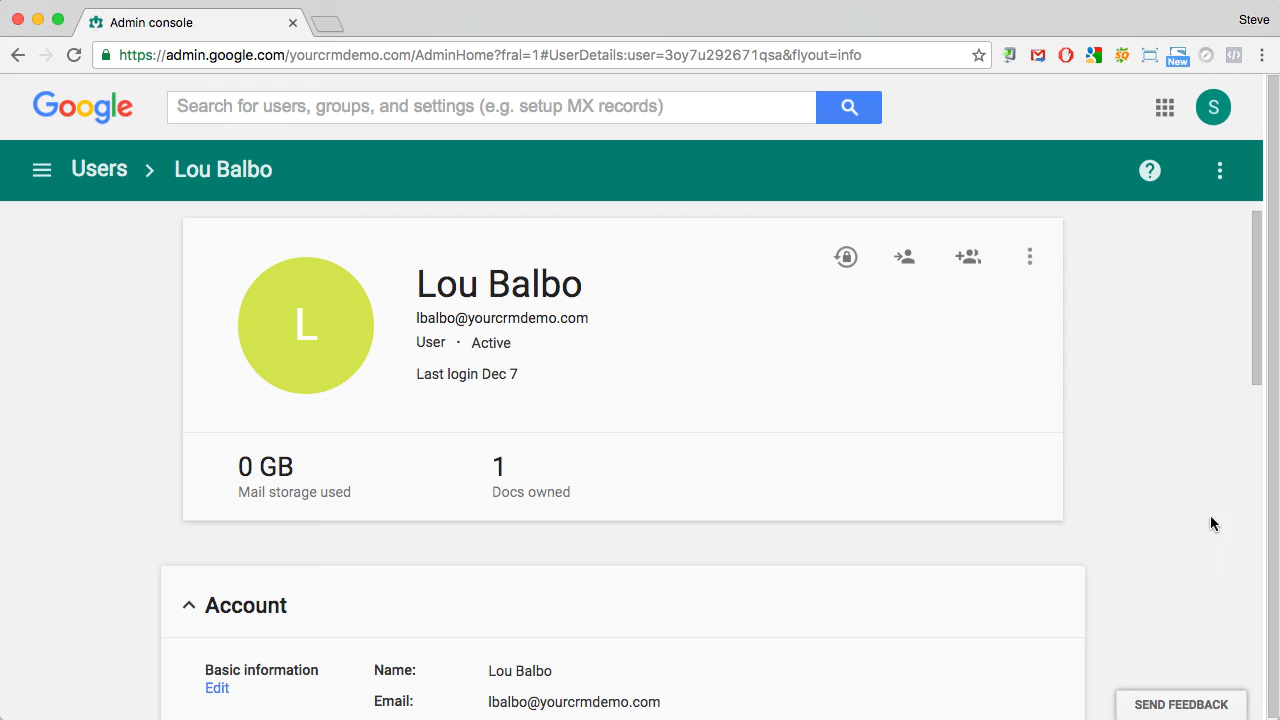 Admin console
Steve
https://admin.google.com/yourcrmdemo.com/AdminHome?fral=1#UserDetails:user=3oy7u292671qsa&flyout=info
New
Google
Search for users, groups, and settings (e.g. setup MX records)
S
Users
Lou Balbo
?
L
Lou Balbo
lbalbo@yourcrmdemo.com
User · Active
Last login Dec 7
0 GB
Mail storage used
1
Docs owned
Account
Basic information
Edit
Name:
Lou Balbo
Email:
lbalbo@yourcrmdemo.com
SEND FEEDBACK